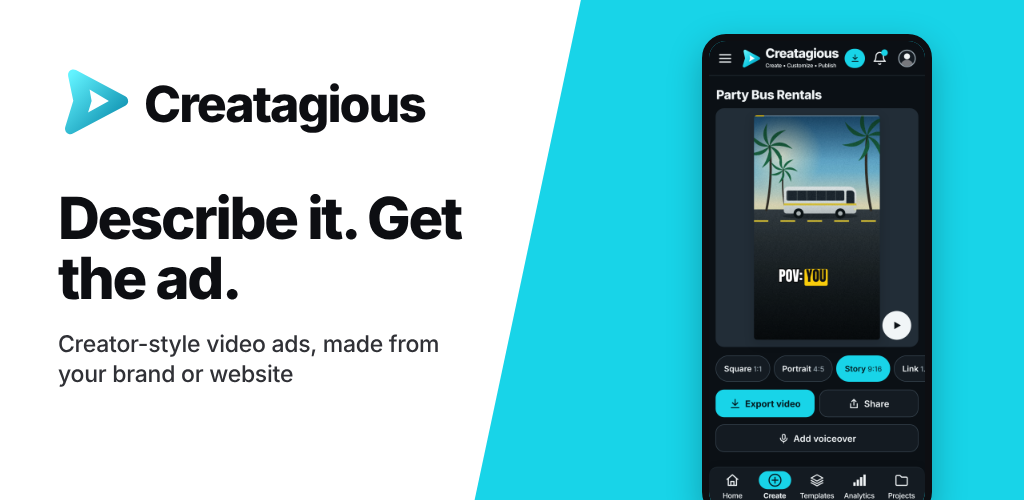 Creatagious
Describe it. Get
the ad.
Creator-style video ads, made from
your brand or website
Creatagious
Create • Customize • Publish
Party Bus Rentals
POV: YOU
Square 1:1
Portrait 4:5
Story 9:16
Link 1.
Export video
Share
Add voiceover
Home
Create
Templates
Analytics
Projects